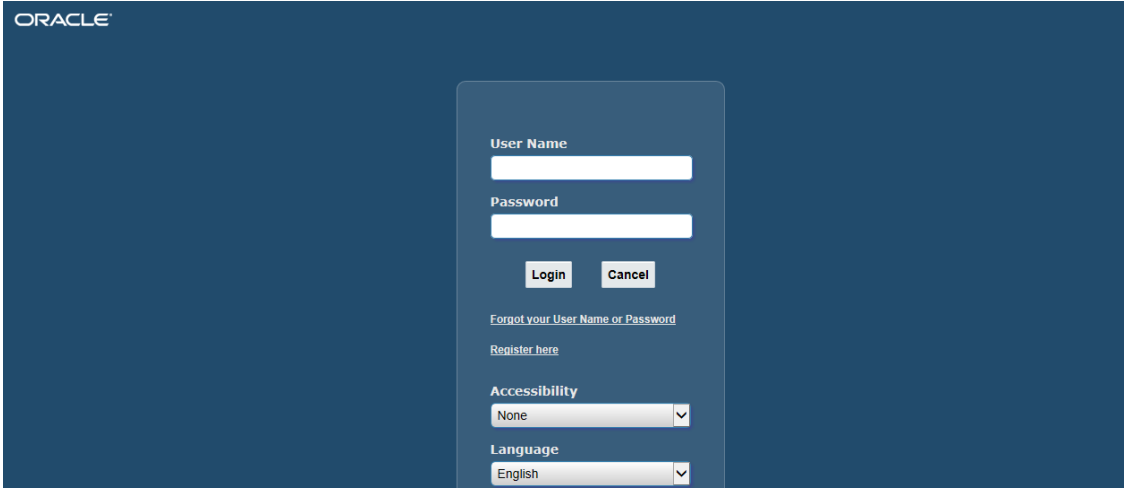 ORACLE
User Name
Password
Login Cancel
Forgot your User Name or Password
Register here
Accessibility
None
Language
English